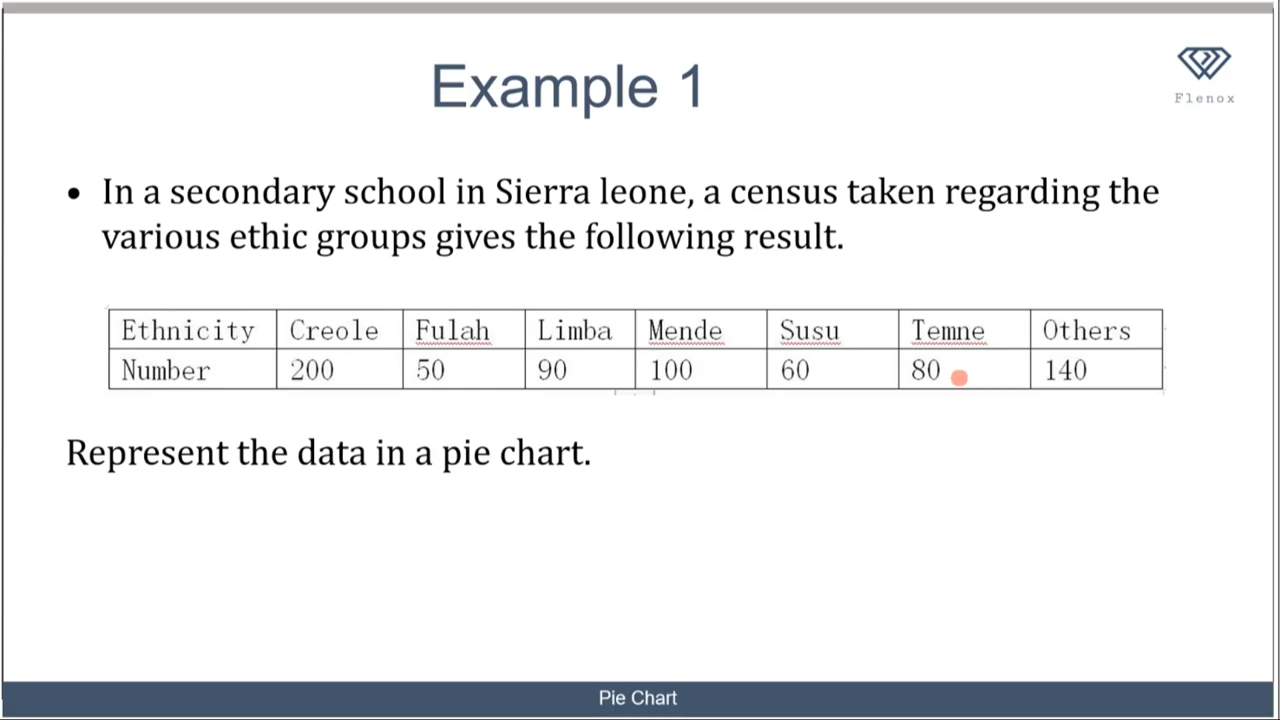 Example 1
Flenox
• In a secondary school in Sierra leone, a census taken regarding the
various ethic groups gives the following result.
Ethnicity Creole Fulah Limba Mende Susu Temne Others
Number 200 50 90 100 60 80 140
Represent the data in a pie chart.
Pie Chart